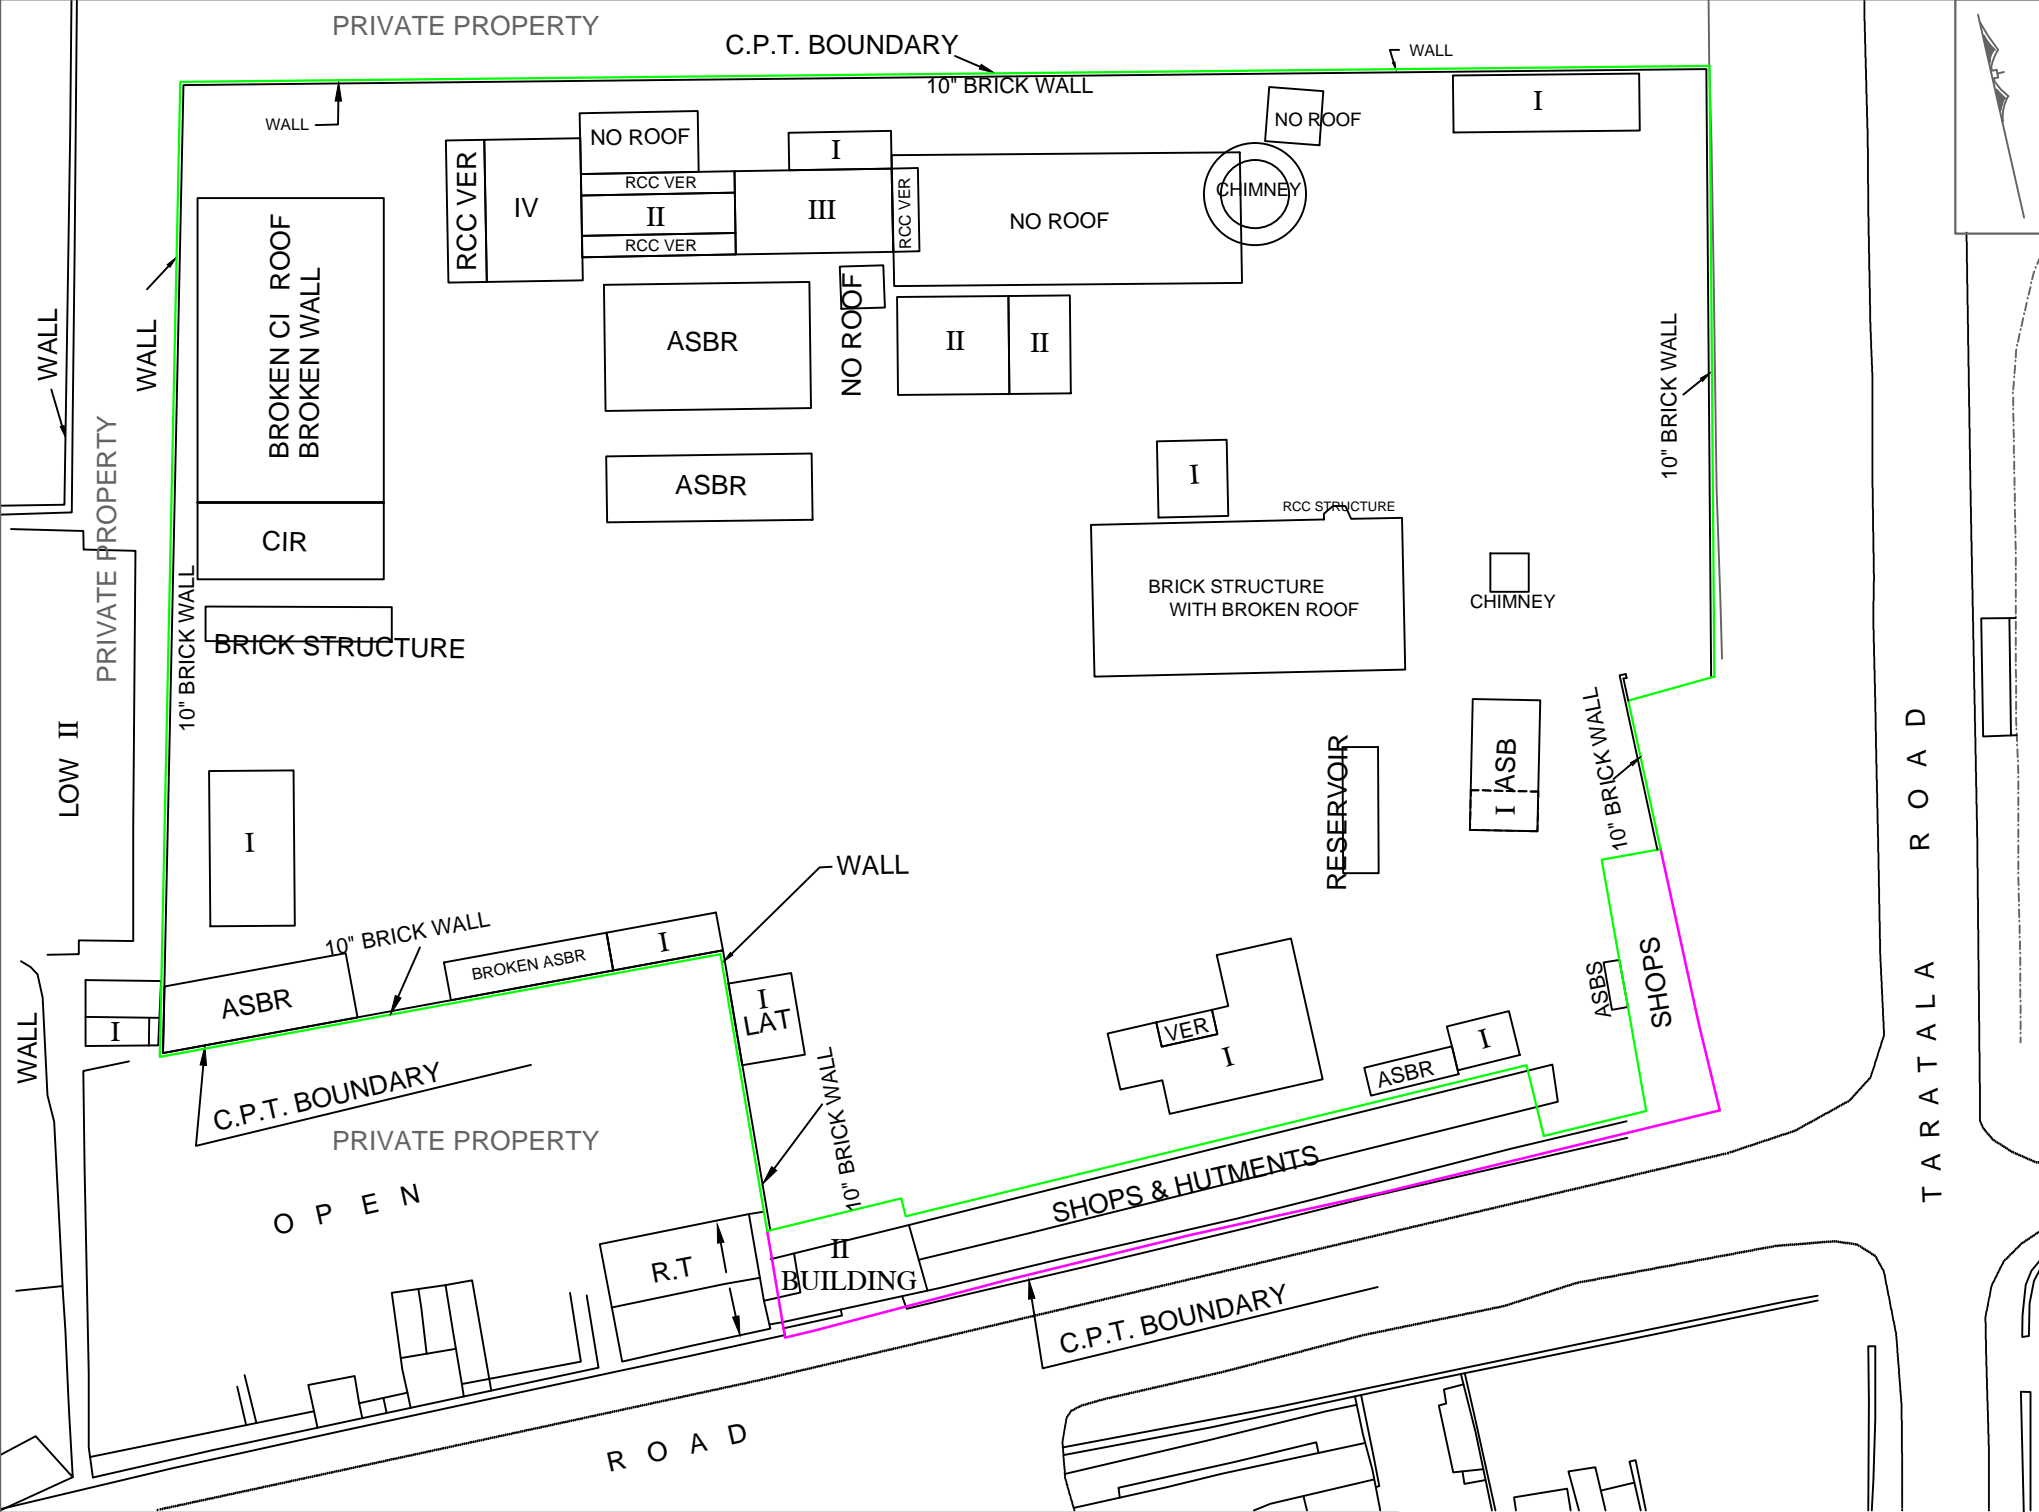 PRIVATE PROPERTY
C.P.T. BOUNDARY
WALL
10" BRICK WALL
WALL
I
NO ROOF
NO ROOF
I
RCC VER
IV
RCC VER
II
RCC VER
III
RCC VER
NO ROOF
CHIMNEY
BROKEN CI ROOF
BROKEN WALL
WALL
WALL
ASBR
NO ROOF
II
II
10" BRICK WALL
PRIVATE PROPERTY
ASBR
I
RCC STRUCTURE
CIR
BRICK STRUCTURE
WITH BROKEN ROOF
CHIMNEY
10" BRICK WALL
BRICK STRUCTURE
LOW II
10" BRICK WALL
RESERVOIR
ASB
I
I
WALL
10" BRICK WALL
BROKEN ASBR
I
ASBR
I
WALL
I
LAT
VER
I
ASBR
I
ASBS
SHOPS
TARATALA ROAD
C.P.T. BOUNDARY
10" BRICK WALL
PRIVATE PROPERTY
OPEN
SHOPS & HUTMENTS
R.T
II
BUILDING
C.P.T. BOUNDARY
ROAD